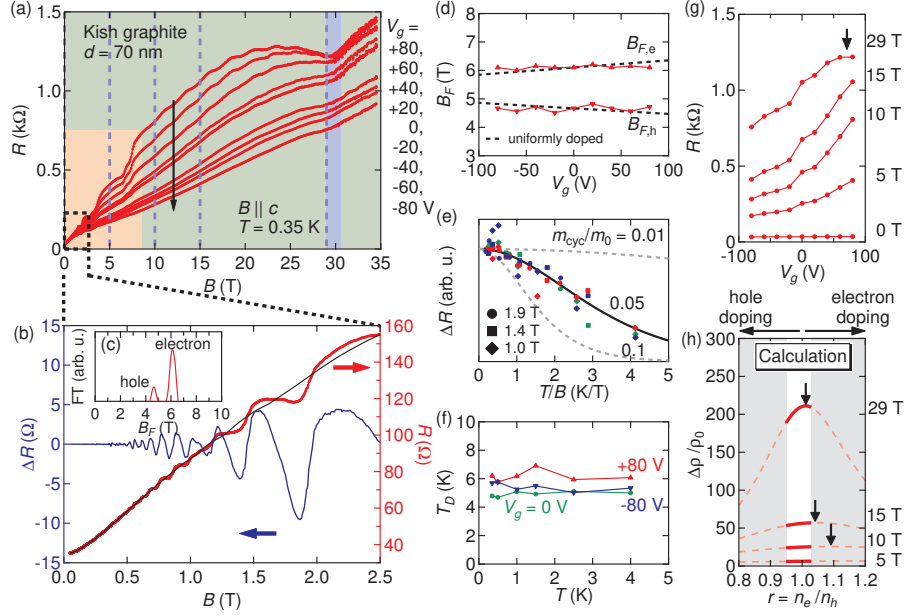 (a)
Kish graphite
d = 70 nm
V_g =
+80,
+60,
+40,
+20
0,
-20,
-40,
-60,
-80 V
B || c
T = 0.35 K
R (kΩ)
1.5
1.0
0.5
0
0 5 10 15 20 25 30 35
B (T)
(b)
ΔR (Ω)
10
5
0
-5
-10
-15
0.0 0.5 1.0 1.5 2.0 2.5
B (T)
160
140
120
100
80
60
40
R (Ω)
(c)
FT (arb. u.)
electron
hole
0 2 4 6 8 10
B_F (T)
(d)
B_F (T)
7
6
5
4
3
B_F,e
B_F,h
uniformly doped
-100 -50 0 50 100
V_g (V)
(e)
ΔR (arb. u.)
m_cyc/m_0 = 0.01
0.05
0.1
1.9 T
1.4 T
1.0 T
0 1 2 3 4 5
T/B (K/T)
(f)
T_D (K)
10
8
6
4
2
0
+80 V
V_g = 0 V
-80 V
0 1 2 3 4 5
T (K)
(g)
R (kΩ)
1.5
1.0
0.5
0
29 T
15 T
10 T
5 T
0 T
-100 0 100
V_g (V)
hole
doping
electron
doping
(h)
Calculation
Δρ/ρ_0
300
250
200
150
100
50
0
29 T
15 T
10 T
5 T
0.8 0.9 1.0 1.1 1.2
r = n_e/n_h